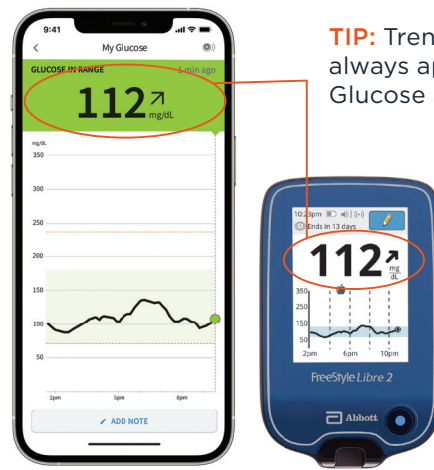 9:41
My Glucose
GLUCOSE IN RANGE
1 min ago
112
mg/dL
mg/dL
350
300
250
200
150
100
50
2pm 5pm 8pm
ADD NOTE
TIP: Tren
always ap
Glucose
10:23pm
Ends in 13 days
112
mg
dL
350
250
150
50
2pm 6pm 10pm
FreeStyle Libre 2
Abbott